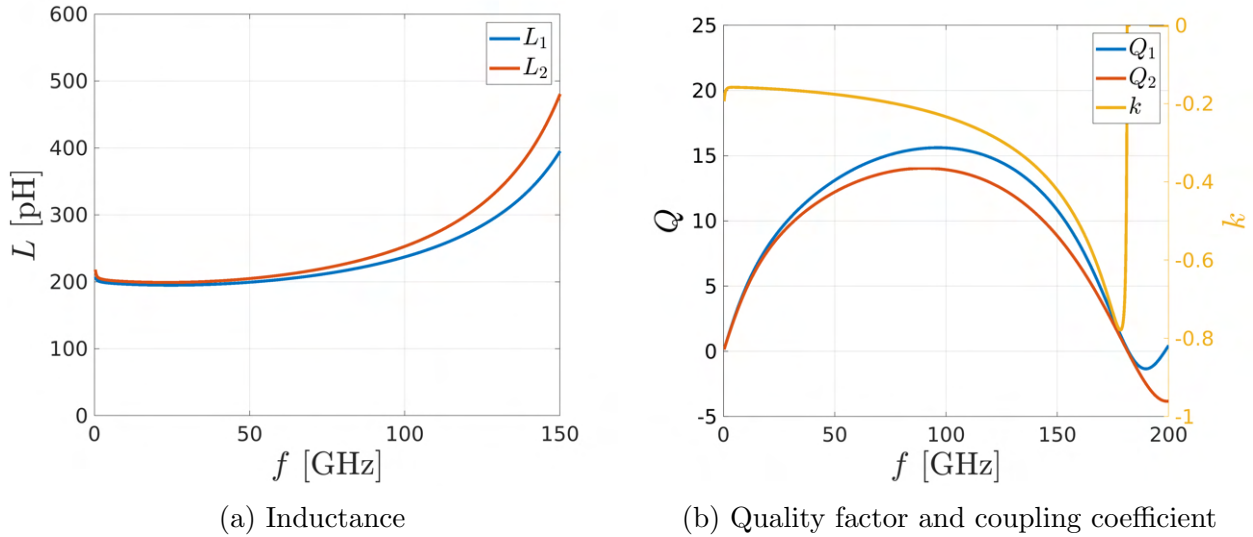 600
500
400
300
200
100
0
L [pH]
0 50 100 150
f [GHz]
L₁
L₂
(a) Inductance
25
20
15
10
5
0
-5
Q
0 50 100 150 200
f [GHz]
Q₁
Q₂
k
0
-0.2
-0.4
-0.6
-0.8
-1
k
(b) Quality factor and coupling coefficient